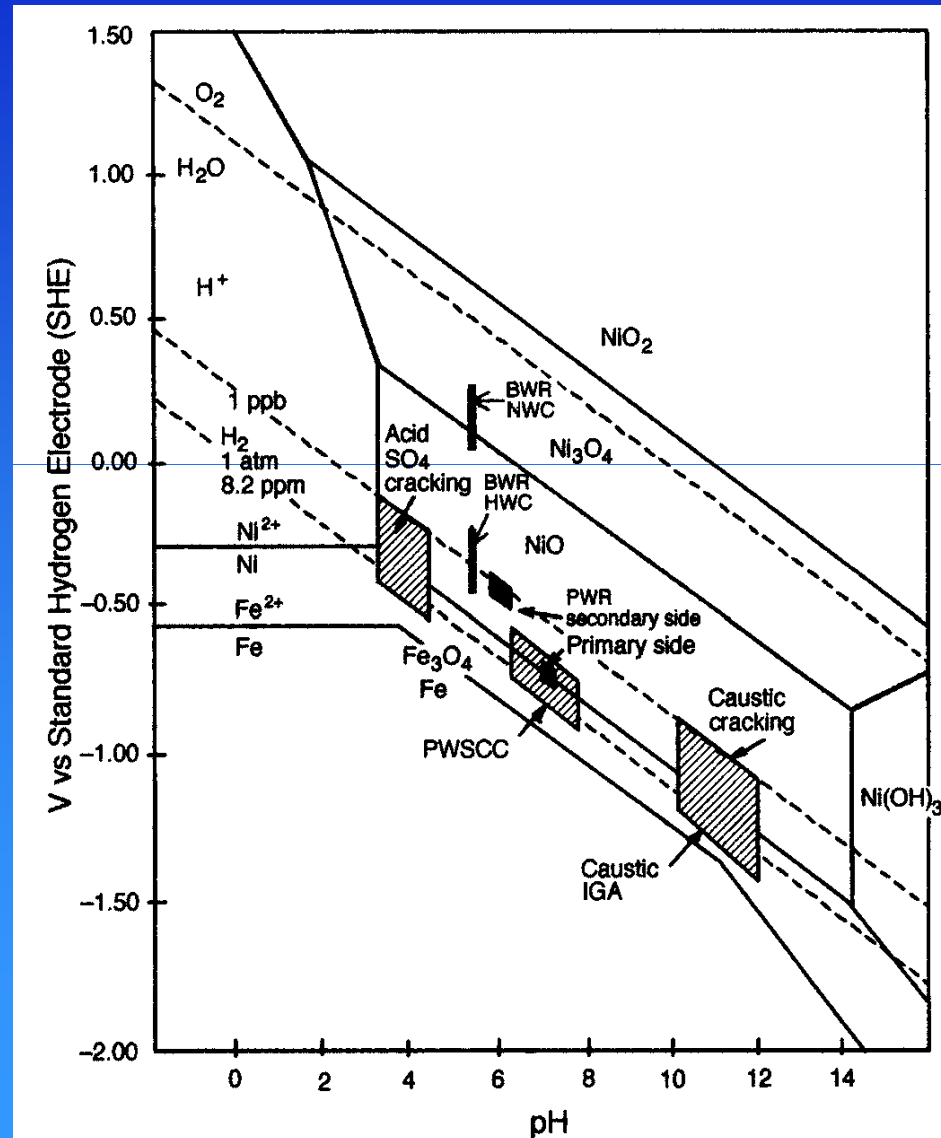 1.50
O₂
1.00
H₂O
H⁺
0.50
NiO₂
1 ppb
BWR
NWC
H₂
1 atm
8.2 ppm
Acid
SO₄
cracking
Ni₃O₄
0.00
BWR
HWC
NiO
Ni²⁺
Ni
−0.50
Fe²⁺
Fe
PWR
secondary side
Primary side
Fe₃O₄
Fe
PWSCC
Caustic
cracking
−1.00
Ni(OH)₃
Caustic
IGA
−1.50
−2.00
0 2 4 6 8 10 12 14
pH
V vs Standard Hydrogen Electrode (SHE)